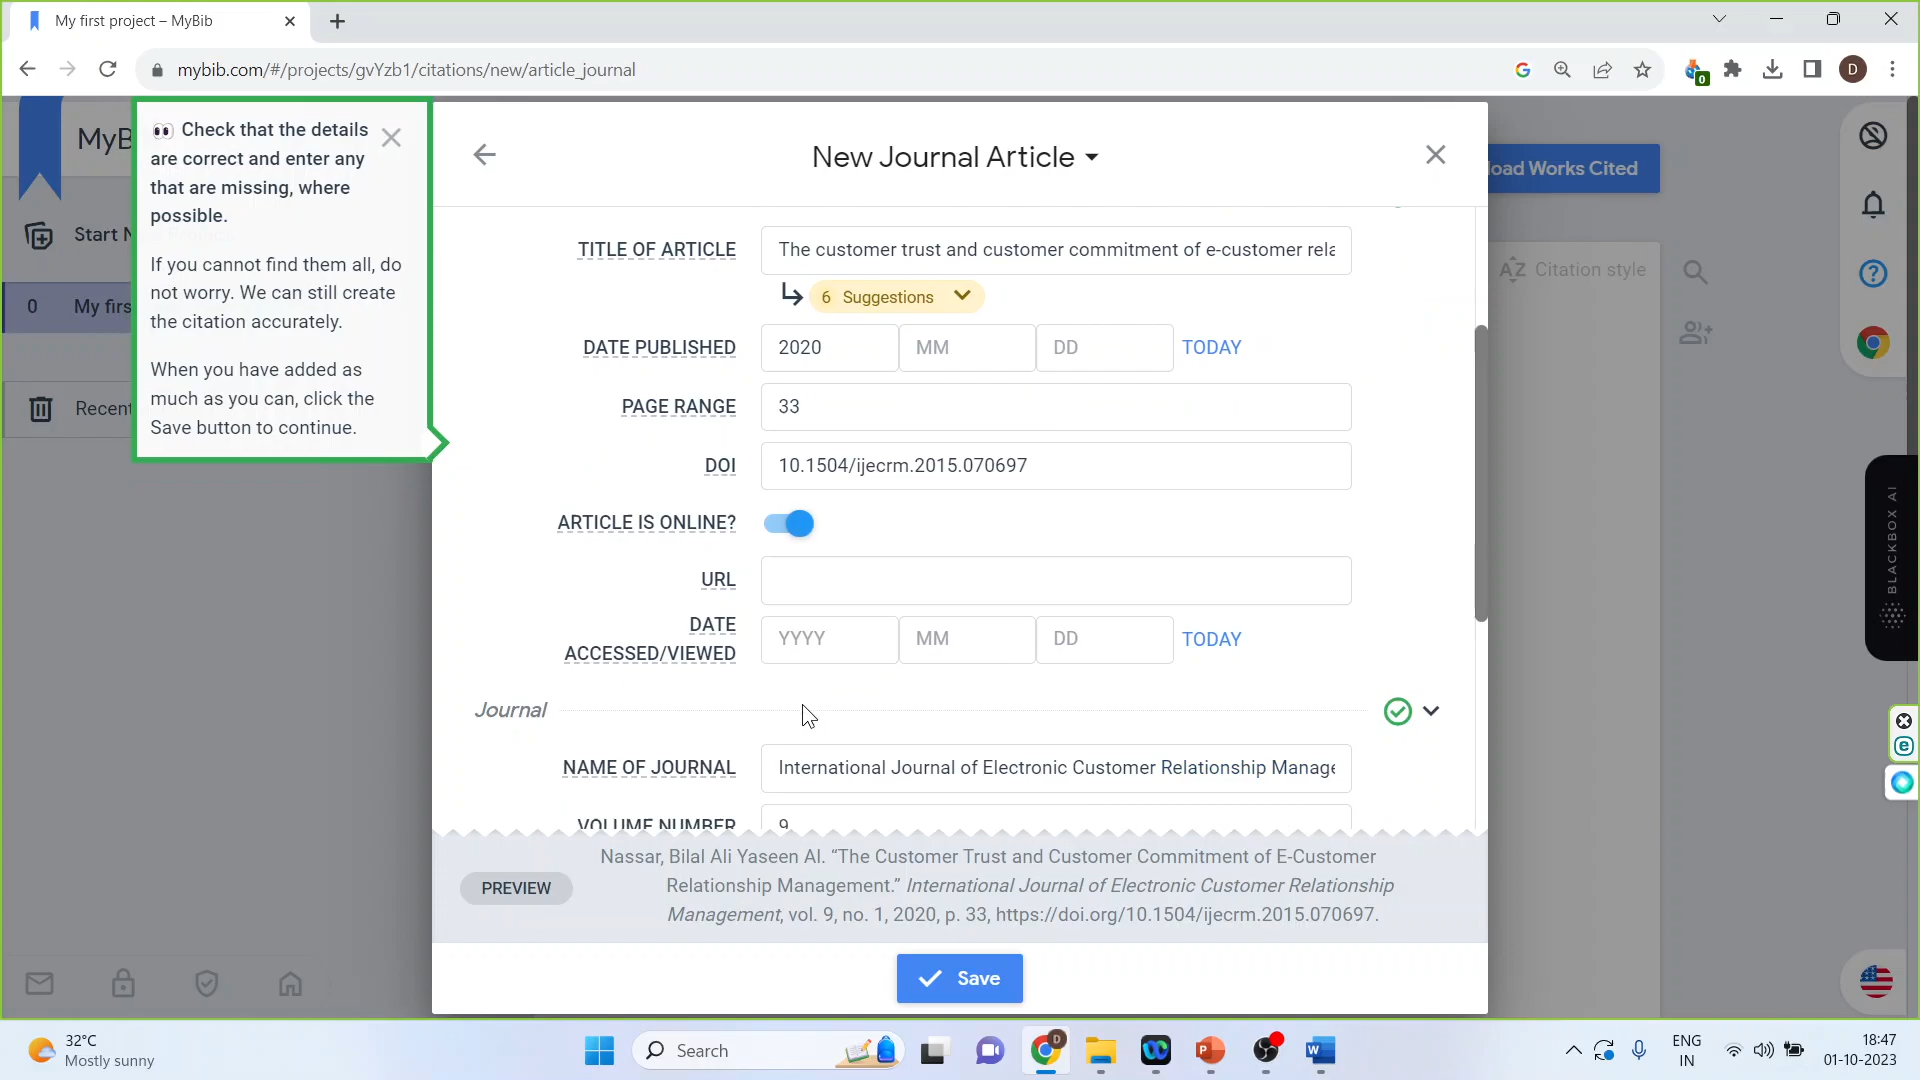 My first project – MyBib
mybib.com/#/projects/gvYzb1/citations/new/article_journal
0
D
MyB
Start N
0 My firs
Recent
👀 Check that the details
are correct and enter any
that are missing, where
possible.
If you cannot find them all, do
not worry. We can still create
the citation accurately.
When you have added as
much as you can, click the
Save button to continue.
New Journal Article
load Works Cited
Citation style
TITLE OF ARTICLE The customer trust and customer commitment of e-customer rela
6 Suggestions
DATE PUBLISHED 2020 MM DD TODAY
PAGE RANGE 33
DOI 10.1504/ijecrm.2015.070697
ARTICLE IS ONLINE?
URL
DATE
ACCESSED/VIEWED YYYY MM DD TODAY
Journal
NAME OF JOURNAL International Journal of Electronic Customer Relationship Manage
VOLUME NUMBER 9
PREVIEW
Nassar, Bilal Ali Yaseen Al. “The Customer Trust and Customer Commitment of E-Customer
Relationship Management.” International Journal of Electronic Customer Relationship
Management, vol. 9, no. 1, 2020, p. 33, https://doi.org/10.1504/ijecrm.2015.070697.
Save
BLACKBOX AI
32°C
Mostly sunny
Search
D
ENG
IN
18:47
01-10-2023